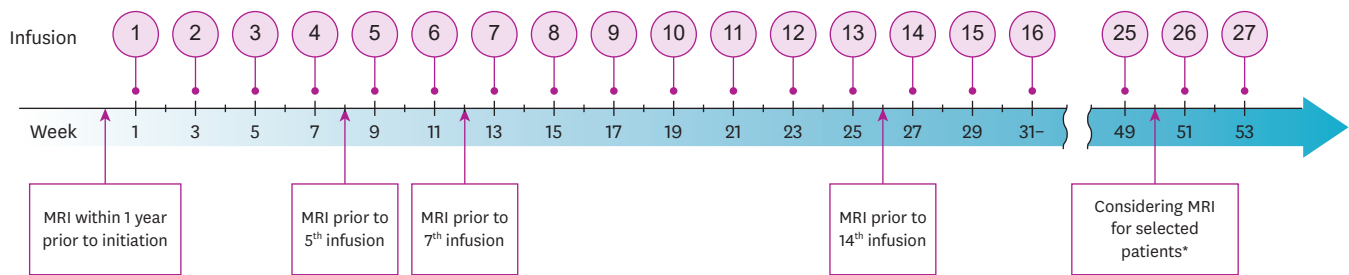 Infusion 1 2 3 4 5 6 7 8 9 10 11 12 13 14 15 16 25 26 27
Week 1 3 5 7 9 11 13 15 17 19 21 23 25 27 29 31– 49 51 53
MRI within 1 year
prior to initiation
MRI prior to
5th infusion
MRI prior to
7th infusion
MRI prior to
14th infusion
Considering MRI
for selected
patients*